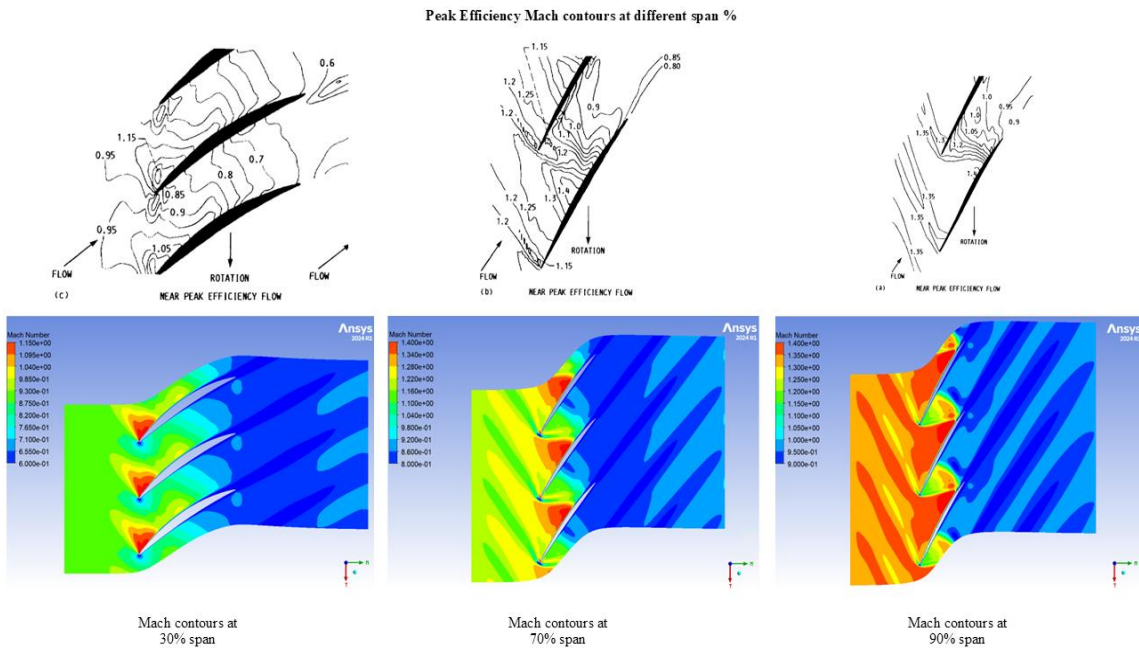 Peak Efficiency Mach contours at different span %
0.6
1.15
0.95
0.7
0.8
0.85
0.9
0.95
1.05
FLOW
ROTATION
FLOW
(c) NEAR PEAK EFFICIENCY FLOW
1.15
0.85
0.80
1.2
1.25
1.2
0.9
1.0
1.1
1.2
1.4
1.3
1.2
1.25
1.2
ROTATION
1.15
FLOW
(b) NEAR PEAK EFFICIENCY FLOW
1.0
0.95
0.9
1.0
1.05
1.35
1.3
1.2
1.4
1.35
1.35
1.35
ROTATION
FLOW
(a) NEAR PEAK EFFICIENCY FLOW
Mach Number
1.150e+00
1.095e+00
1.040e+00
9.850e-01
9.300e-01
8.750e-01
8.200e-01
7.650e-01
7.100e-01
6.550e-01
6.000e-01
Ansys
2024 R1
Mach Number
1.400e+00
1.340e+00
1.280e+00
1.220e+00
1.160e+00
1.100e+00
1.040e+00
9.800e-01
9.200e-01
8.600e-01
8.000e-01
Ansys
2024 R1
Mach Number
1.400e+00
1.350e+00
1.300e+00
1.250e+00
1.200e+00
1.150e+00
1.100e+00
1.050e+00
1.000e+00
9.500e-01
9.000e-01
Ansys
2024 R1
Mach contours at
30% span
Mach contours at
70% span
Mach contours at
90% span